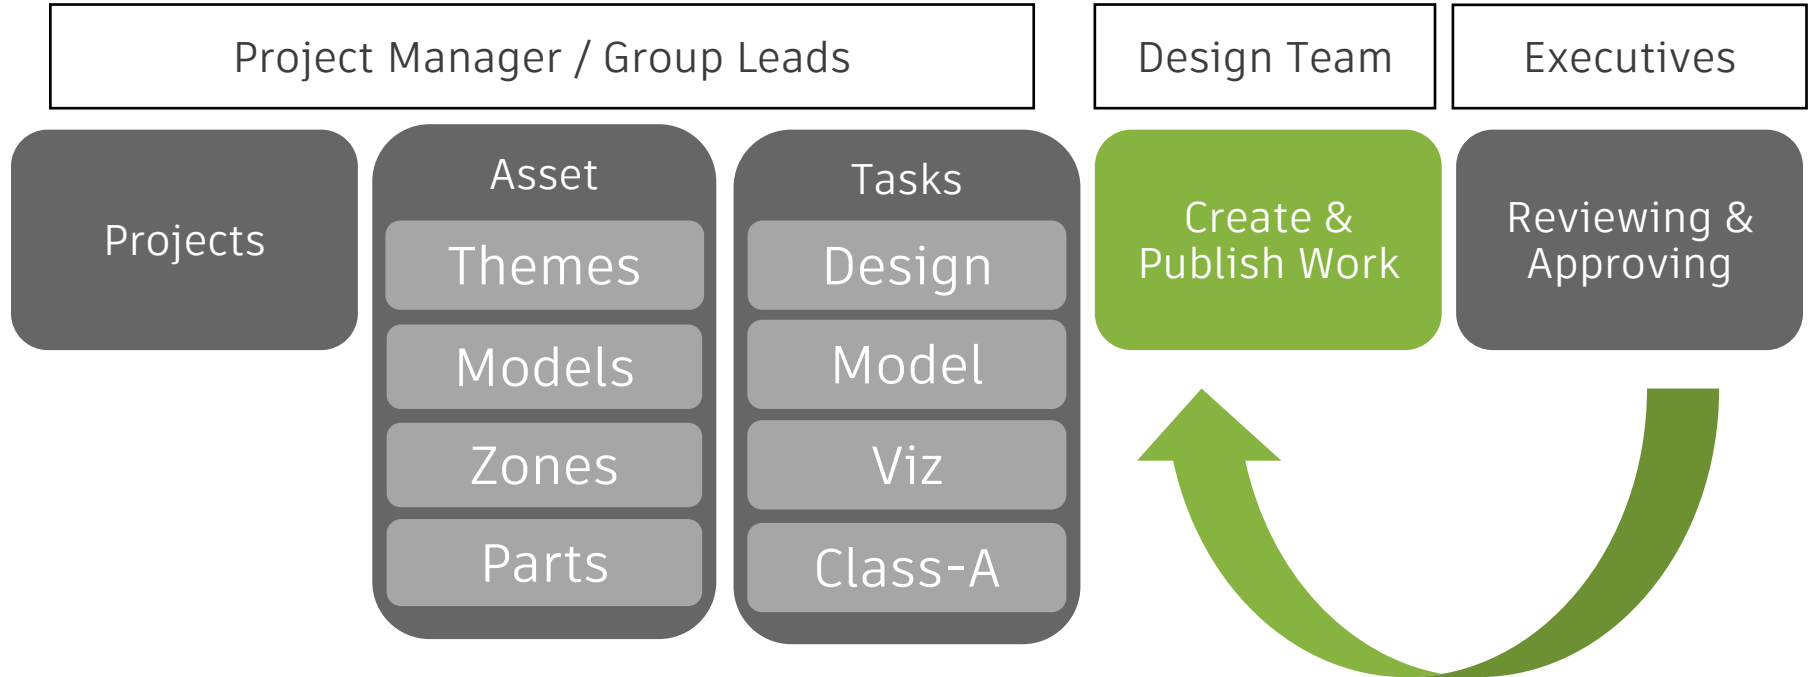 Project Manager / Group Leads
Design Team
Executives
Projects
Asset
Themes
Models
Zones
Parts
Tasks
Design
Model
Viz
Class-A
Create &
Publish Work
Reviewing &
Approving